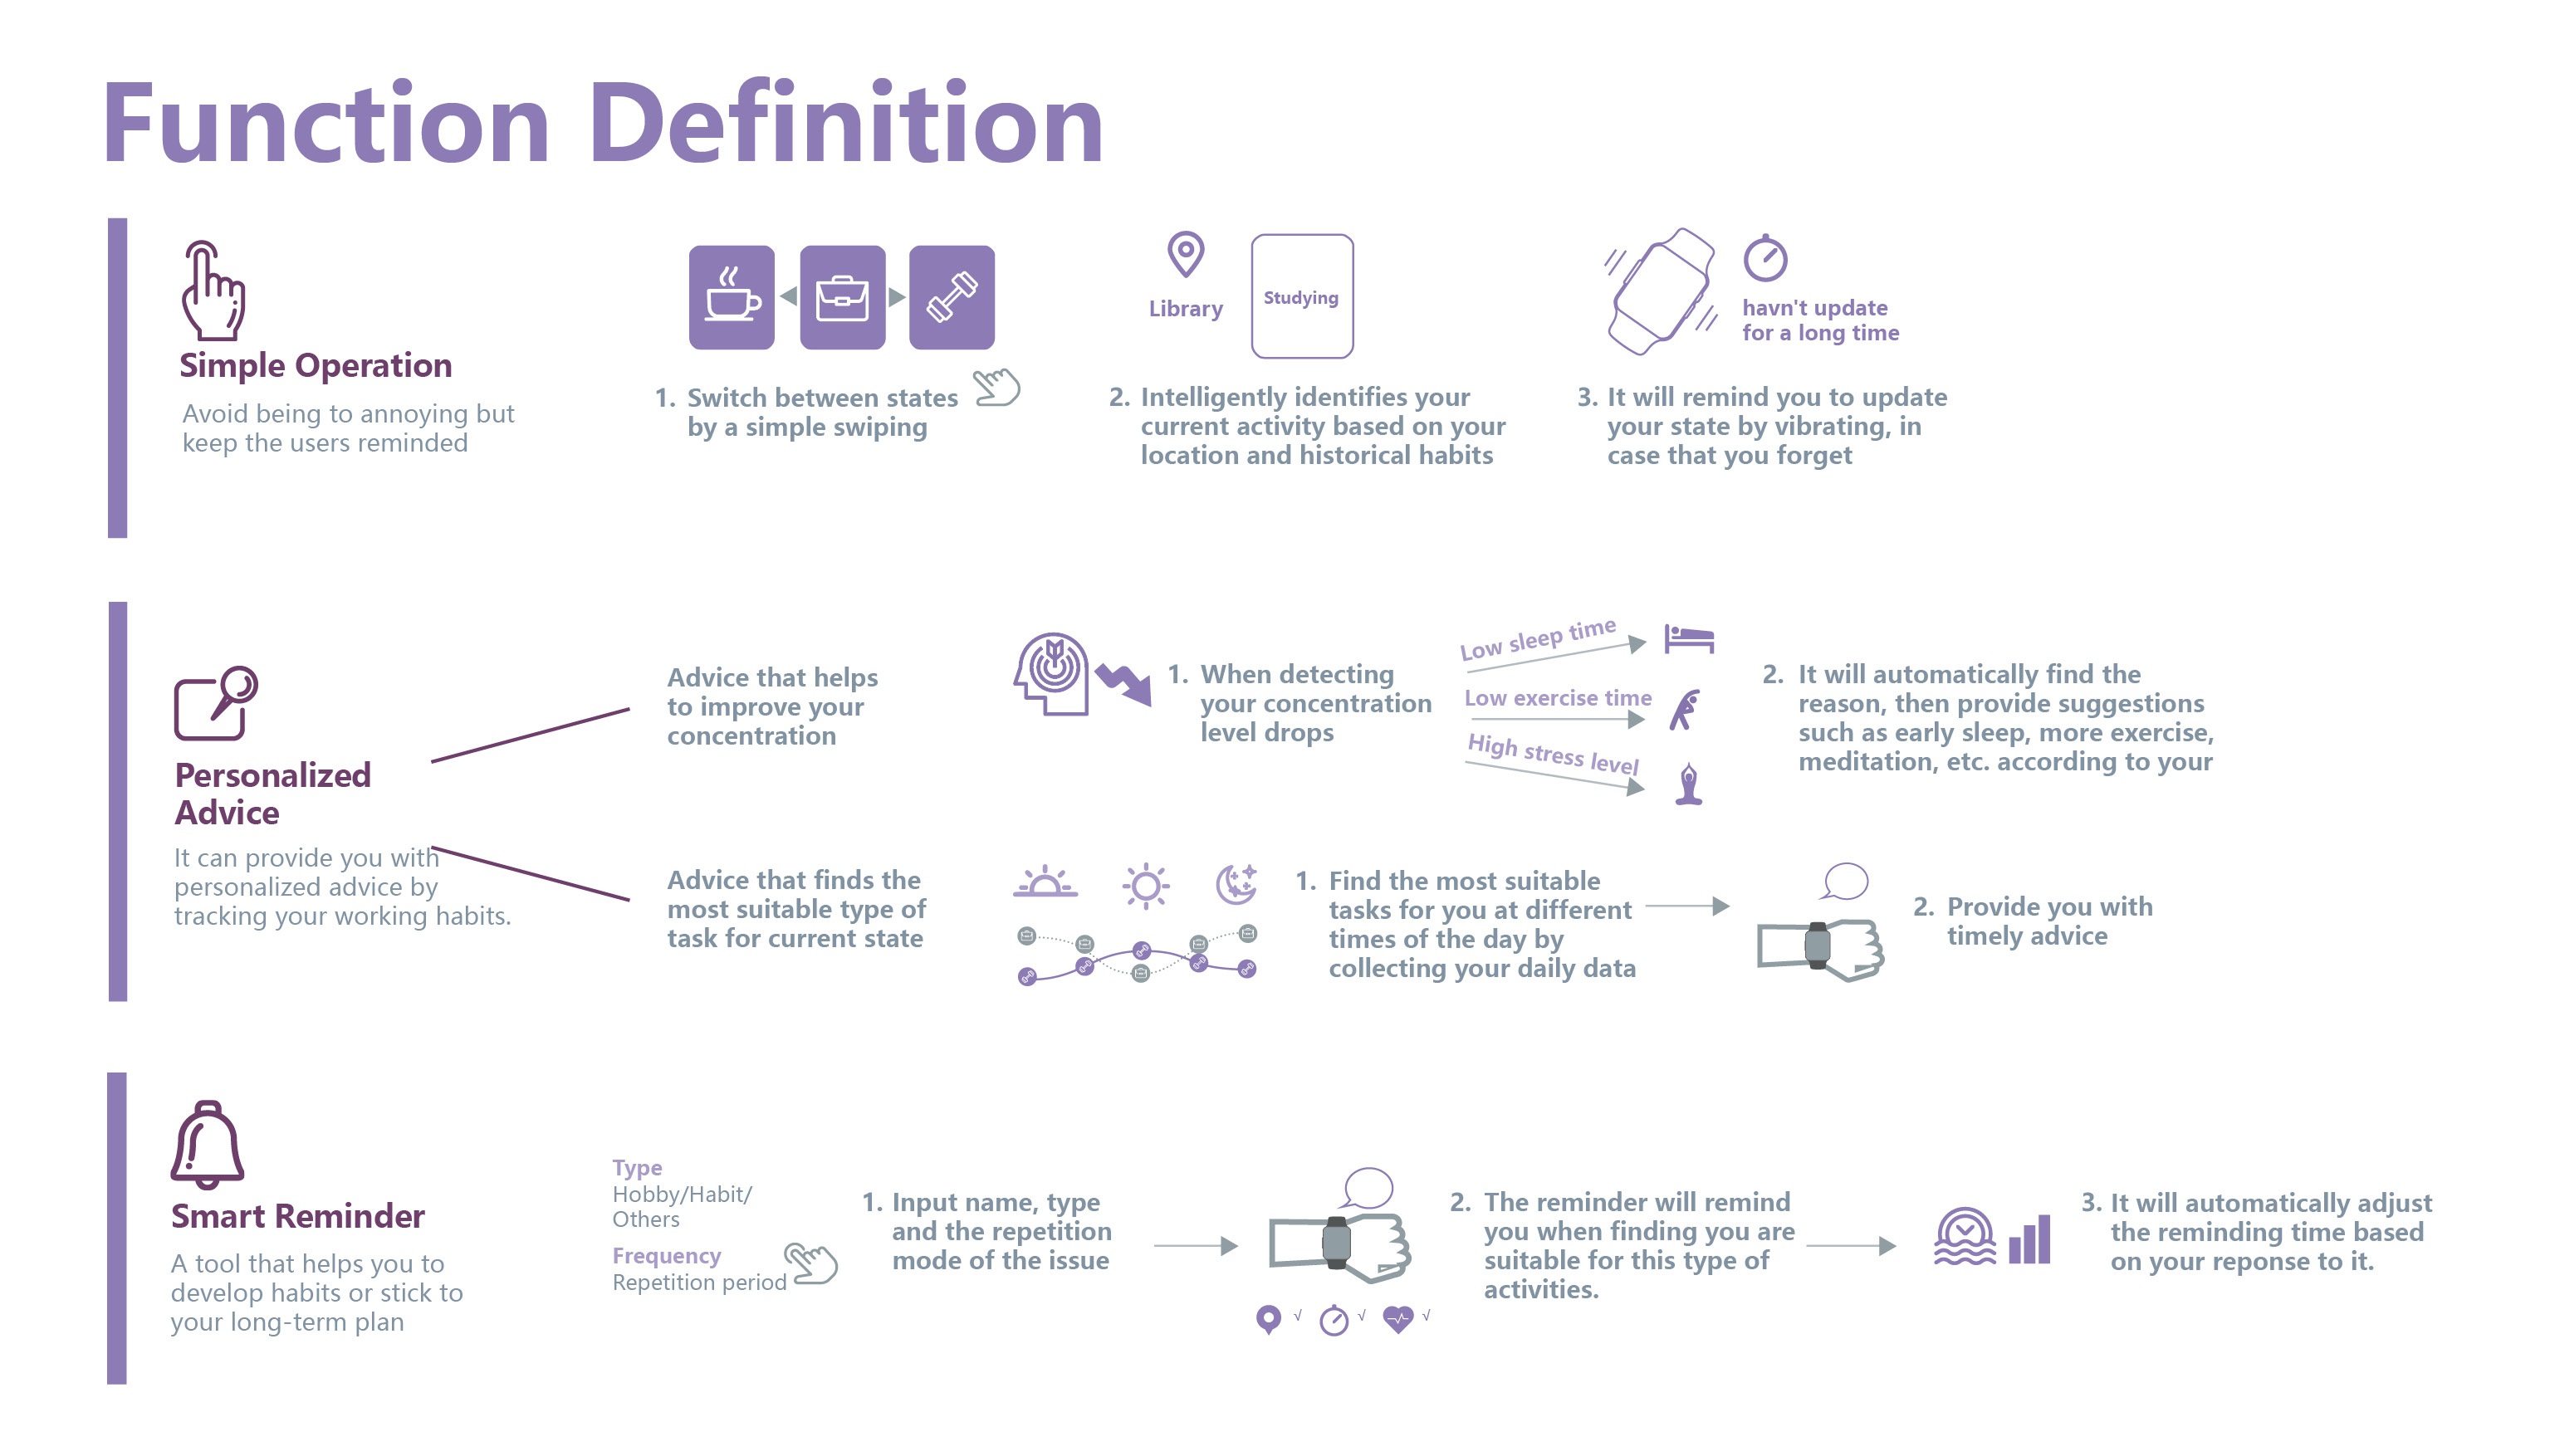 Function Definition
Simple Operation
Avoid being to annoying but
keep the users reminded
1. Switch between states
by a simple swiping
Library
Studying
2. Intelligently identifies your
current activity based on your
location and historical habits
havn't update
for a long time
3. It will remind you to update
your state by vibrating, in
case that you forget
Personalized
Advice
It can provide you with
personalized advice by
tracking your working habits.
Advice that helps
to improve your
concentration
1. When detecting
your concentration
level drops
Low sleep time
Low exercise time
High stress level
2. It will automatically find the
reason, then provide suggestions
such as early sleep, more exercise,
meditation, etc. according to your
Advice that finds the
most suitable type of
task for current state
1. Find the most suitable
tasks for you at different
times of the day by
collecting your daily data
2. Provide you with
timely advice
Smart Reminder
A tool that helps you to
develop habits or stick to
your long-term plan
Type
Hobby/Habit/
Others
Frequency
Repetition period
1. Input name, type
and the repetition
mode of the issue
√ √ √
2. The reminder will remind
you when finding you are
suitable for this type of
activities.
3. It will automatically adjust
the reminding time based
on your reponse to it.